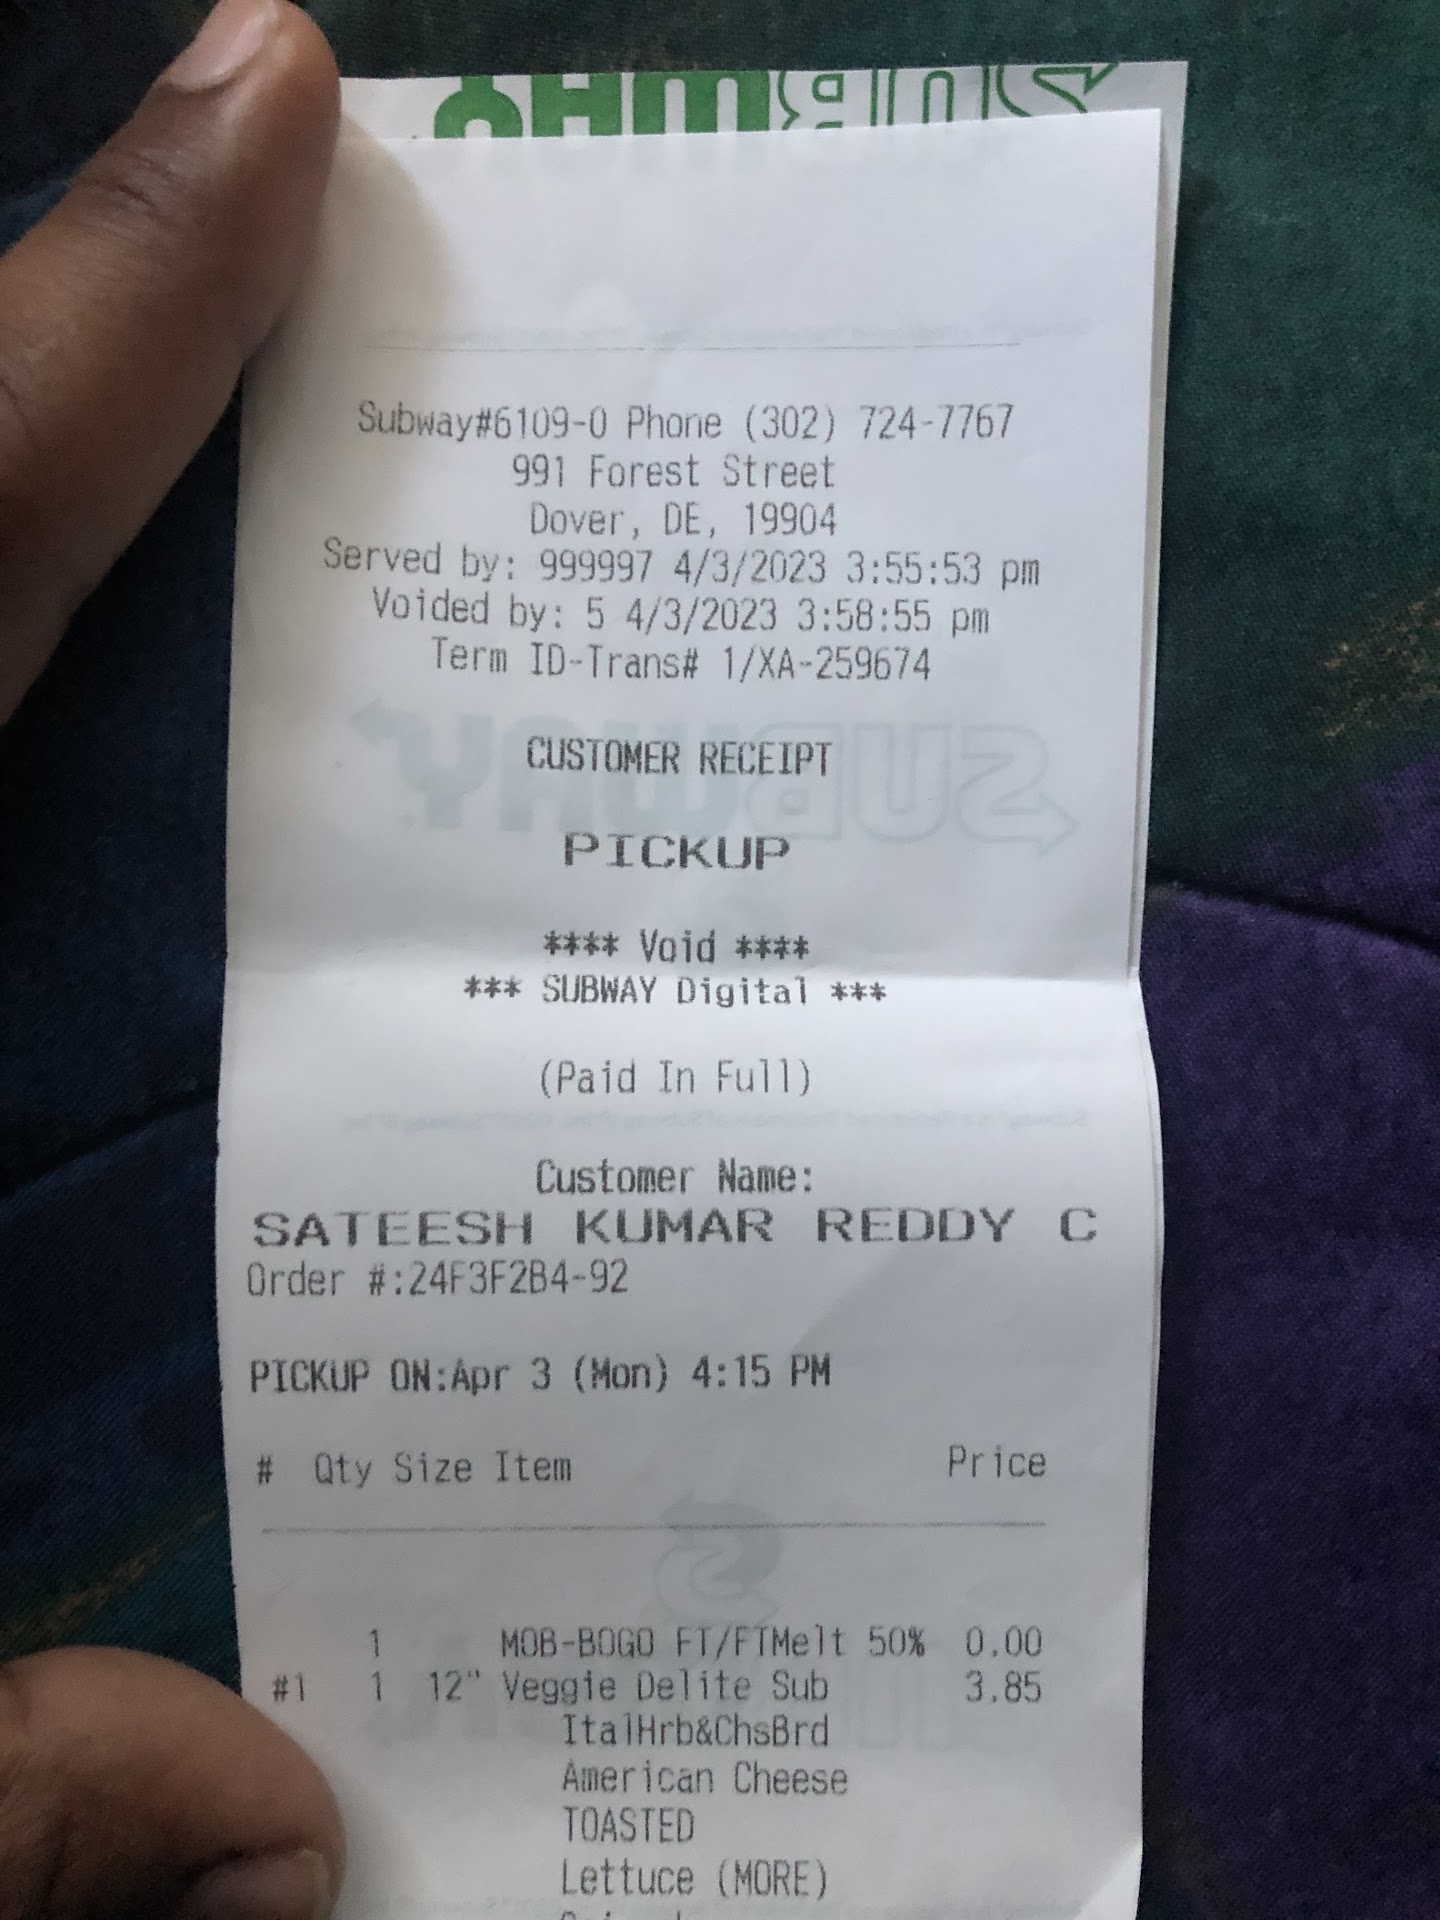 SUBWAY
Subway#6109-0 Phone (302) 724-7767
991 Forest Street
Dover, DE, 19904
Served by: 999997 4/3/2023 3:55:53 pm
Voided by: 5 4/3/2023 3:58:55 pm
Term ID-Trans# 1/XA-259674
CUSTOMER RECEIPT
PICKUP
**** Void ****
*** SUBWAY Digital ***
(Paid In Full)
Customer Name:
SATEESH KUMAR REDDY C
Order #:24F3F2B4-92
PICKUP ON:Apr 3 (Mon) 4:15 PM
# Qty Size Item Price
1 MOB-BOGO FT/FTMelt 50% 0.00
#1 1 12" Veggie Delite Sub 3.85
ItalHrb&ChsBrd
American Cheese
TOASTED
Lettuce (MORE)